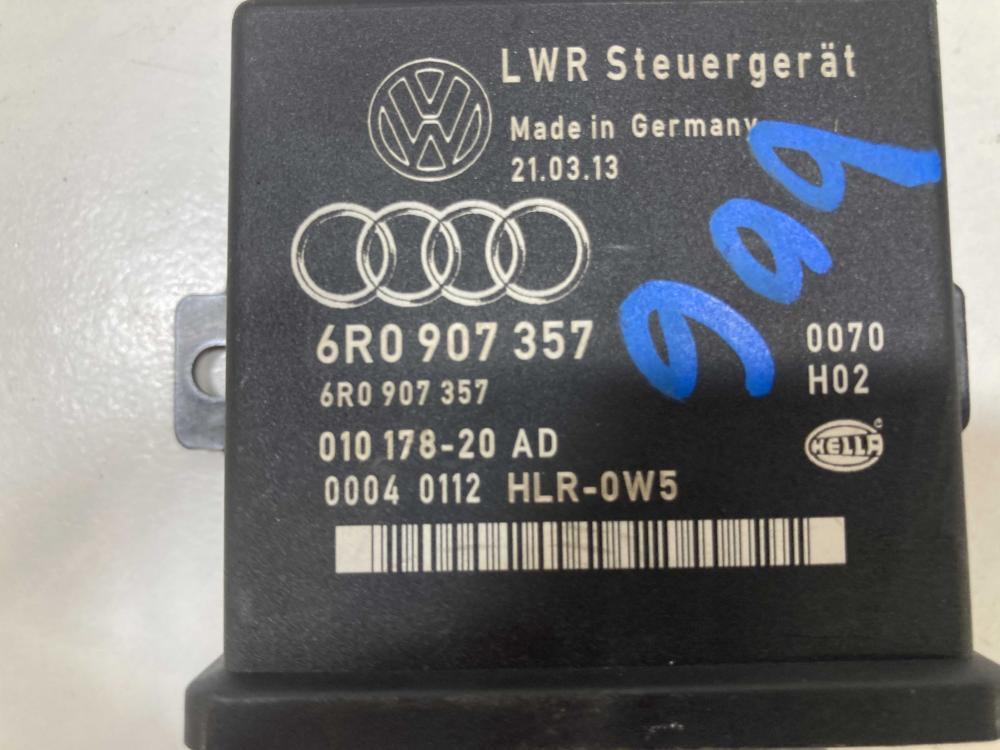 LWR Steuergerät
Made in Germany
21.03.13
6R0 907 357
0070
6R0 907 357
H02
010 178-20 AD
HELLA
0004 0112 HLR-0W5